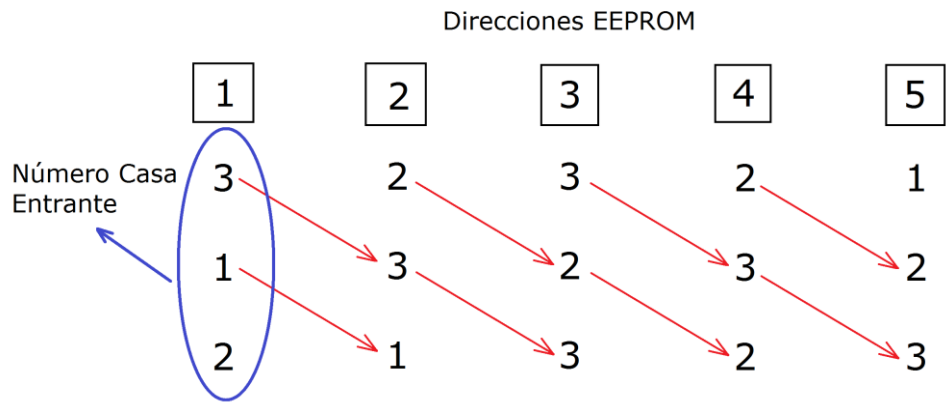 Direcciones EEPROM
1 2 3 4 5
Número Casa
Entrante
3 2 3 2 1
1 3 2 3 2
2 1 3 2 3